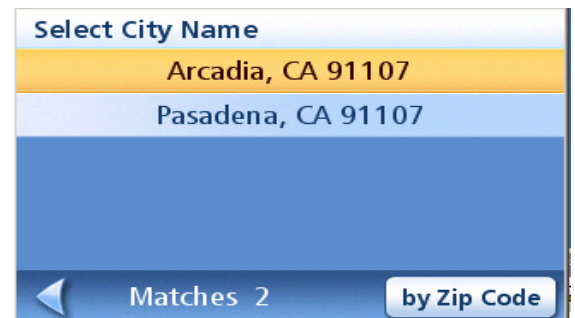 Select City Name
Arcadia, CA 91107
Pasadena, CA 91107
Matches 2 by Zip Code